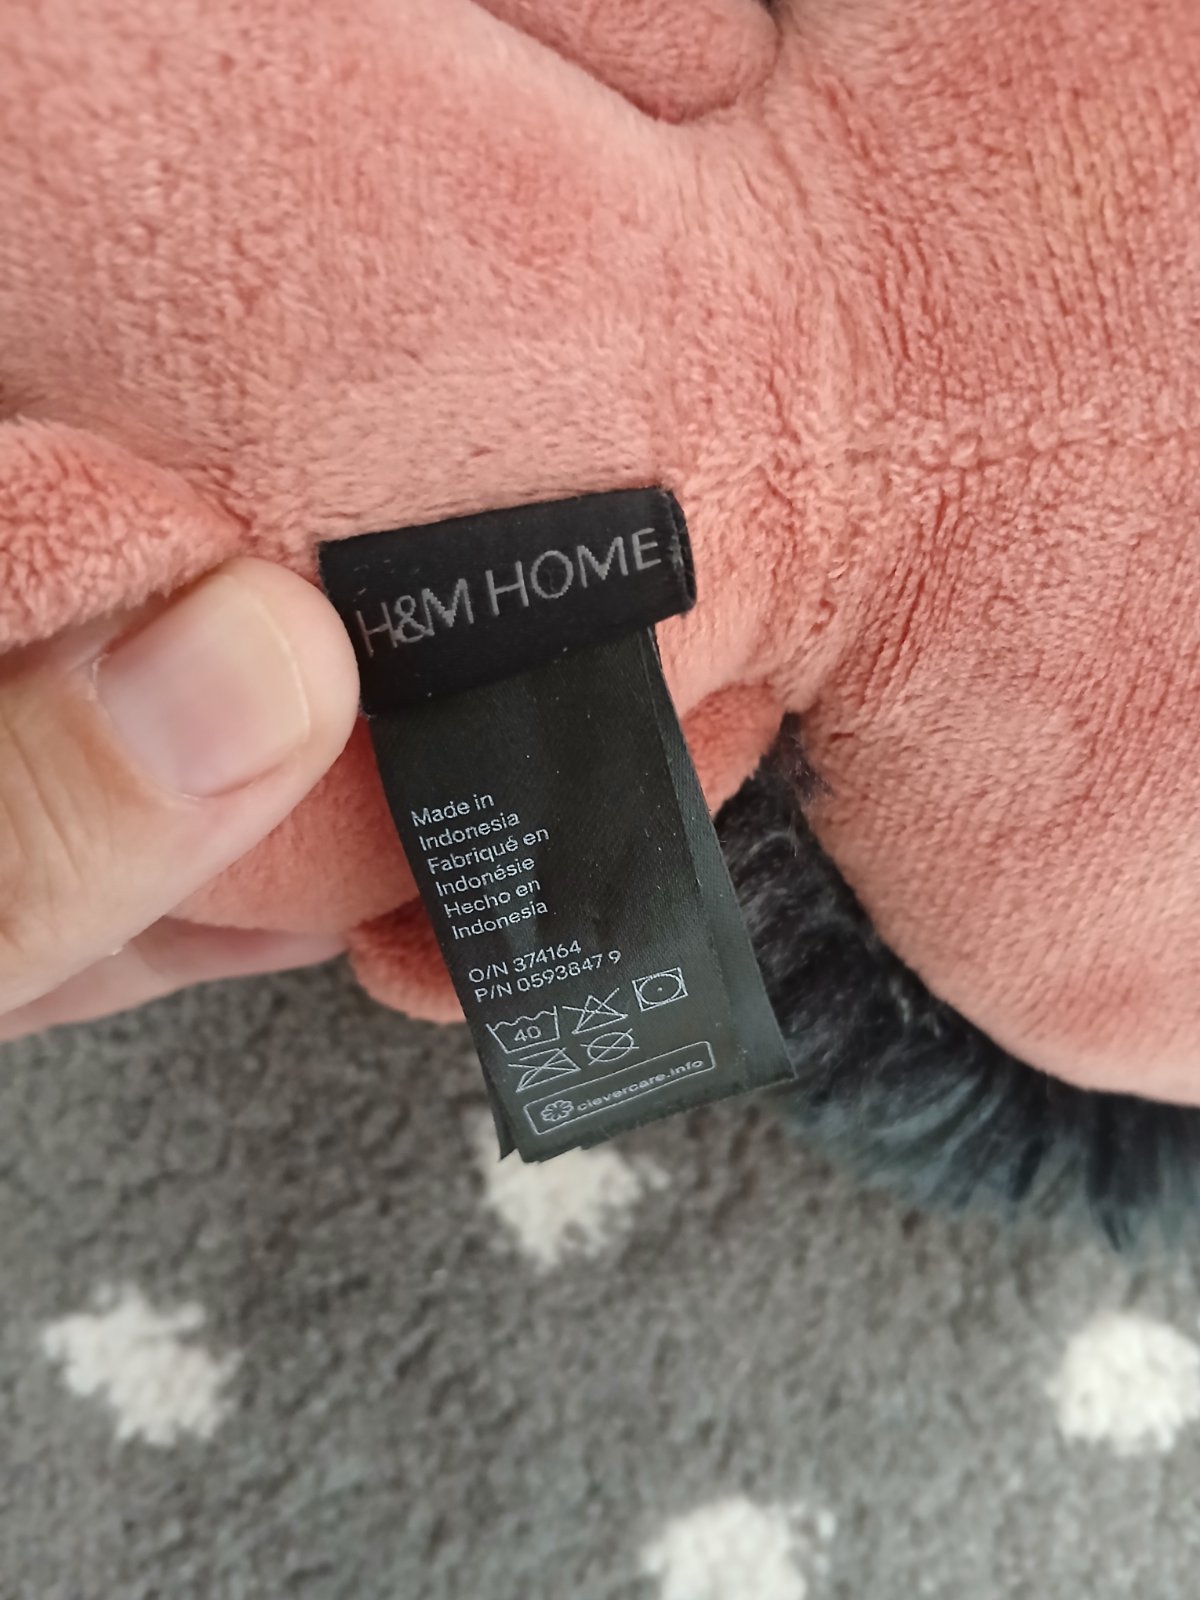 H&M HOME
Made in
Indonesia
Fabriqué en
Indonésie
Hecho en
Indonesia
O/N 374164
P/N 0593847 9
40
clevercare.info